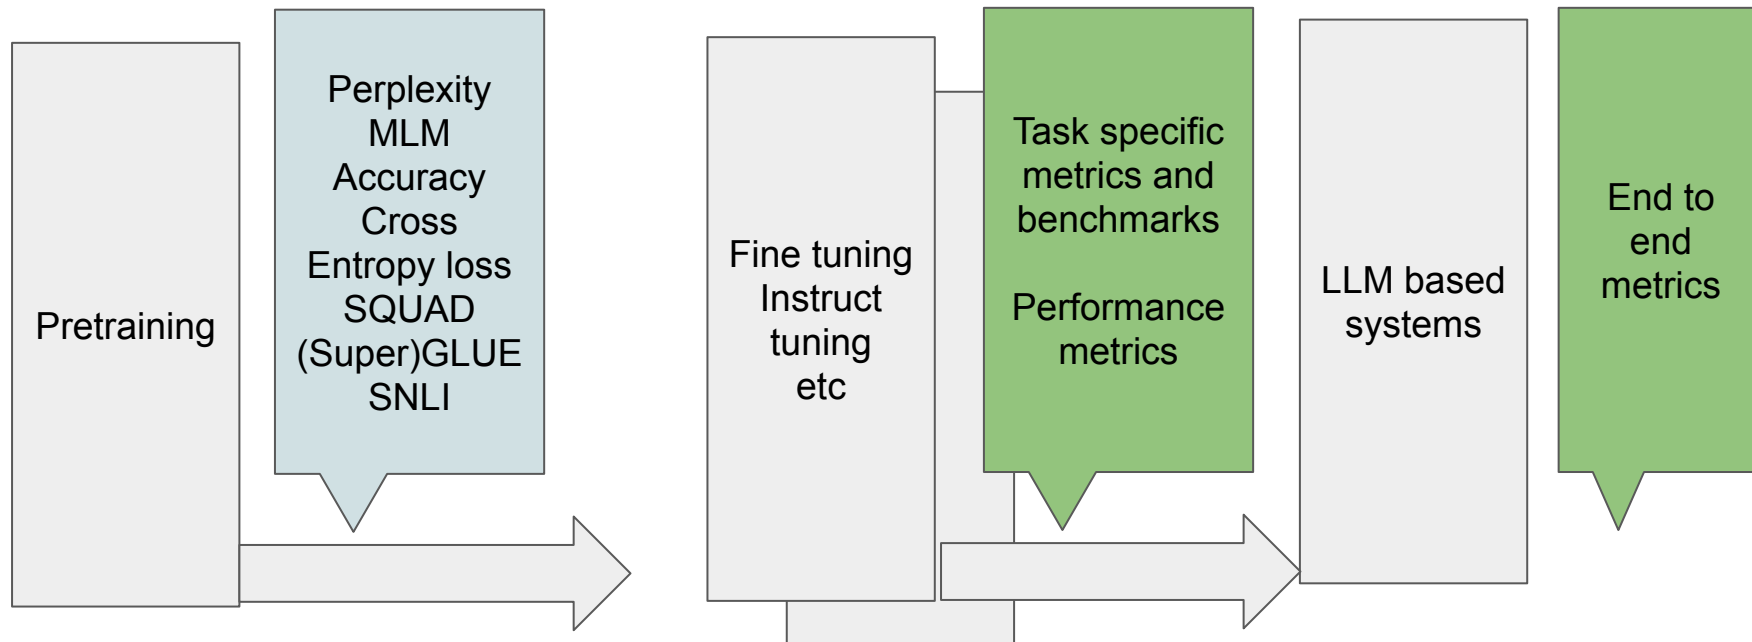 Pretraining
Perplexity
MLM
Accuracy
Cross
Entropy loss
SQUAD
(Super)GLUE
SNLI
Fine tuning
Instruct
tuning
etc
Task specific
metrics and
benchmarks
Performance
metrics
LLM based
systems
End to
end
metrics